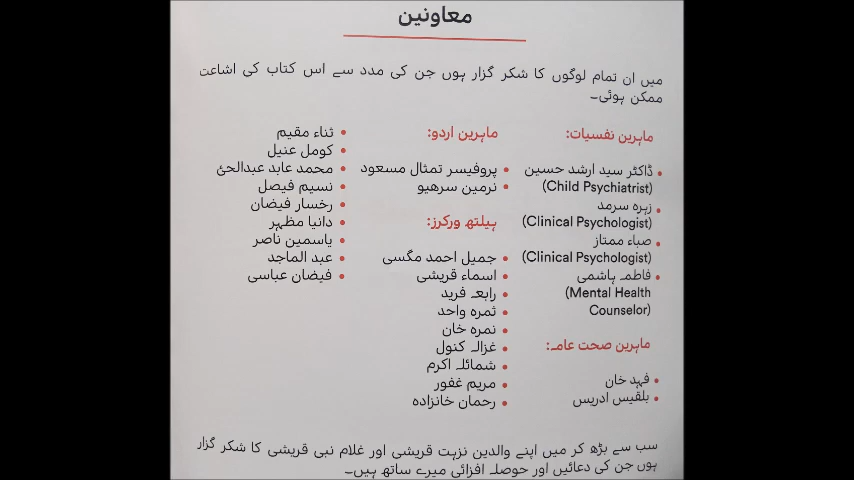 معاونین
میں ان تمام لوگوں کا شکر گزار ہوں جن کی مدد سے اس کتاب کی اشاعت
ممکن ہوئی۔
ماہرین نفسیات:
• ڈاکٹر سید ارشد حسین
(Child Psychiatrist)
• زہرہ سرمد
(Clinical Psychologist)
• صباء ممتاز
(Clinical Psychologist)
• فاطمہ ہاشمی
(Mental Health
Counselor)
ماہرین صحت عامہ:
• فہد خان
• بلقیس ادریس
ماہرین اردو:
• پروفیسر تمثال مسعود
• نرمین سرھیو
ہیلتھ ورکرز:
• جمیل احمد مگسی
• اسماء قریشی
• رابعہ فرید
• ثمرہ واحد
• نمرہ خان
• غزالہ کنول
• شمائلہ اکرم
• مریم غفور
• رحمان خانزادہ
• ثناء مقیم
• کومل عنیل
• محمد عابد عبدالحئ
• نسیم فیصل
• رخسار فیضان
• دانیا مظہر
• یاسمین ناصر
• عبد الماجد
• فیضان عباسی
سب سے بڑھ کر میں اپنے والدین نزہت قریشی اور غلام نبی قریشی کا شکر گزار
ہوں جن کی دعائیں اور حوصلہ افزائی میرے ساتھ ہیں۔